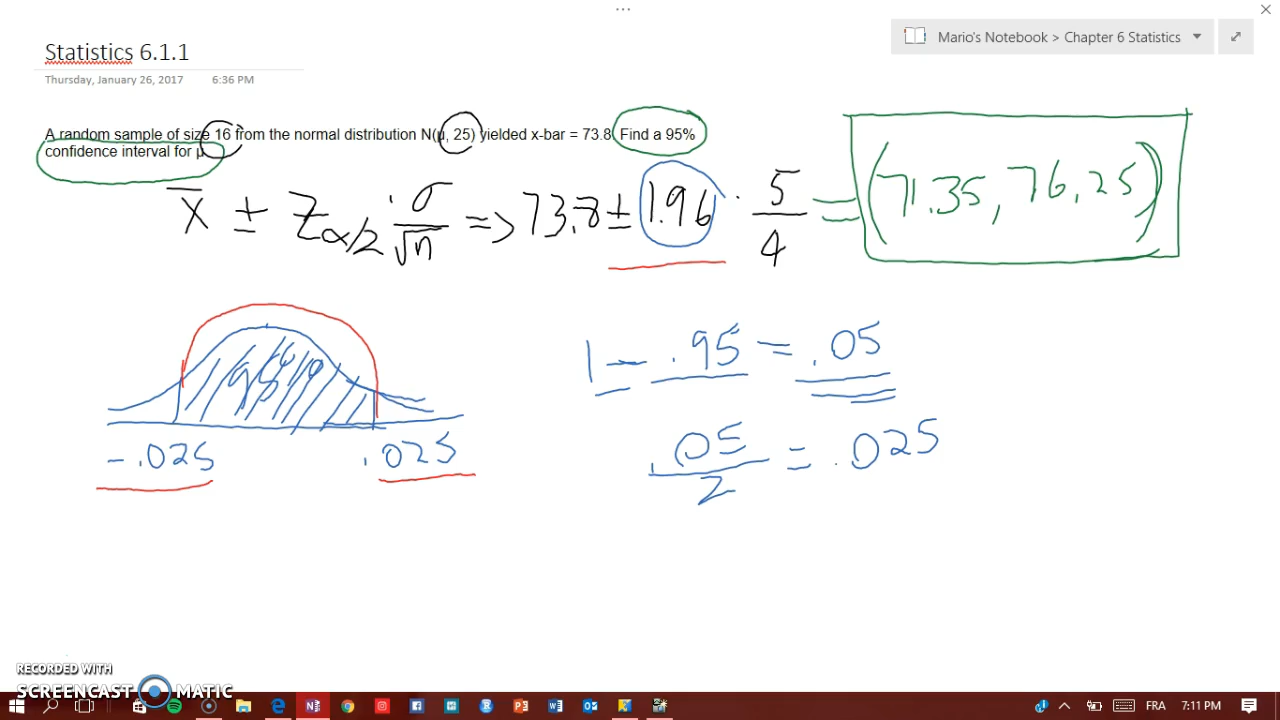 ...
Mario's Notebook > Chapter 6 Statistics
Statistics 6.1.1
Thursday, January 26, 2017 6:36 PM
A random sample of size 16 from the normal distribution N(μ, 25) yielded x-bar = 73.8. Find a 95%
confidence interval for μ
x̄ ± Zα/2 · σ/√n => 73.8 ± 1.96 · 5/4 = (71.35, 76.25)
95%
1 - .95 = .05
-.025 .025
.05/2 = .025
RECORDED WITH
SCREENCAST MATIC
FRA 7:11 PM